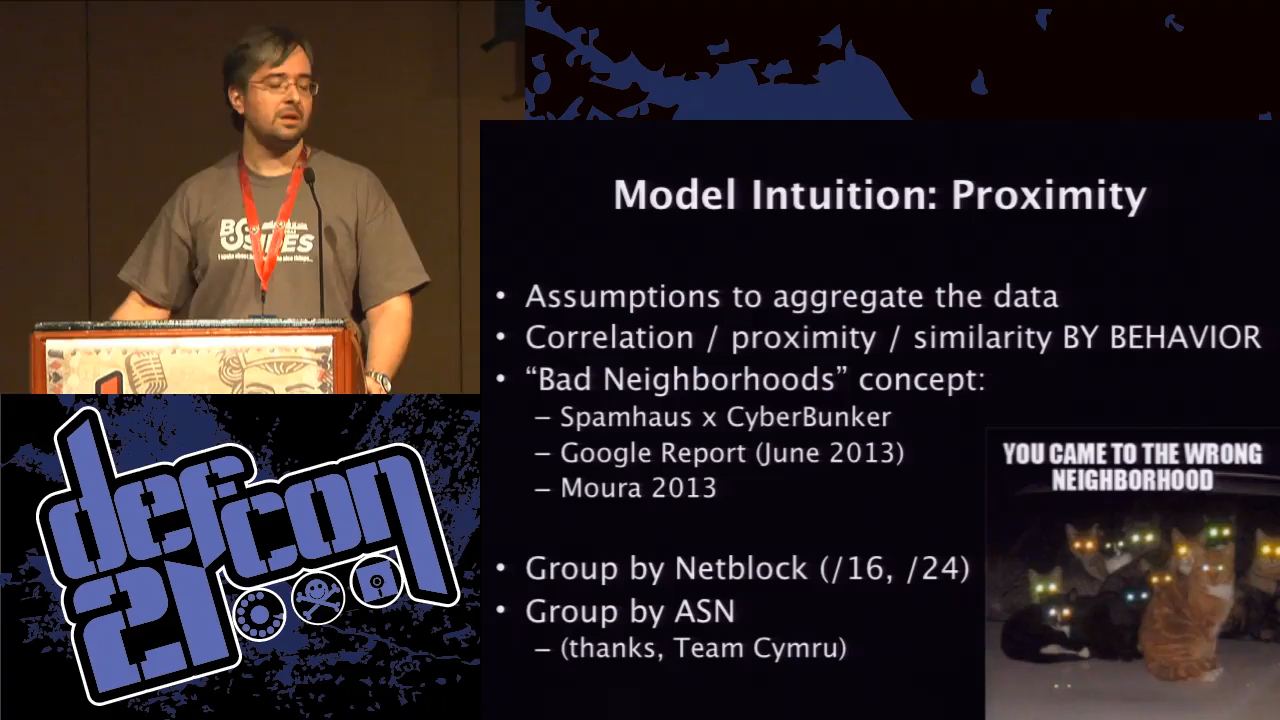 BSIDES
Model Intuition: Proximity
• Assumptions to aggregate the data
• Correlation / proximity / similarity BY BEHAVIOR
• “Bad Neighborhoods” concept:
– Spamhaus x CyberBunker
– Google Report (June 2013)
– Moura 2013
• Group by Netblock (/16, /24)
• Group by ASN
– (thanks, Team Cymru)
YOU CAME TO THE WRONG
NEIGHBORHOOD
defcon
21